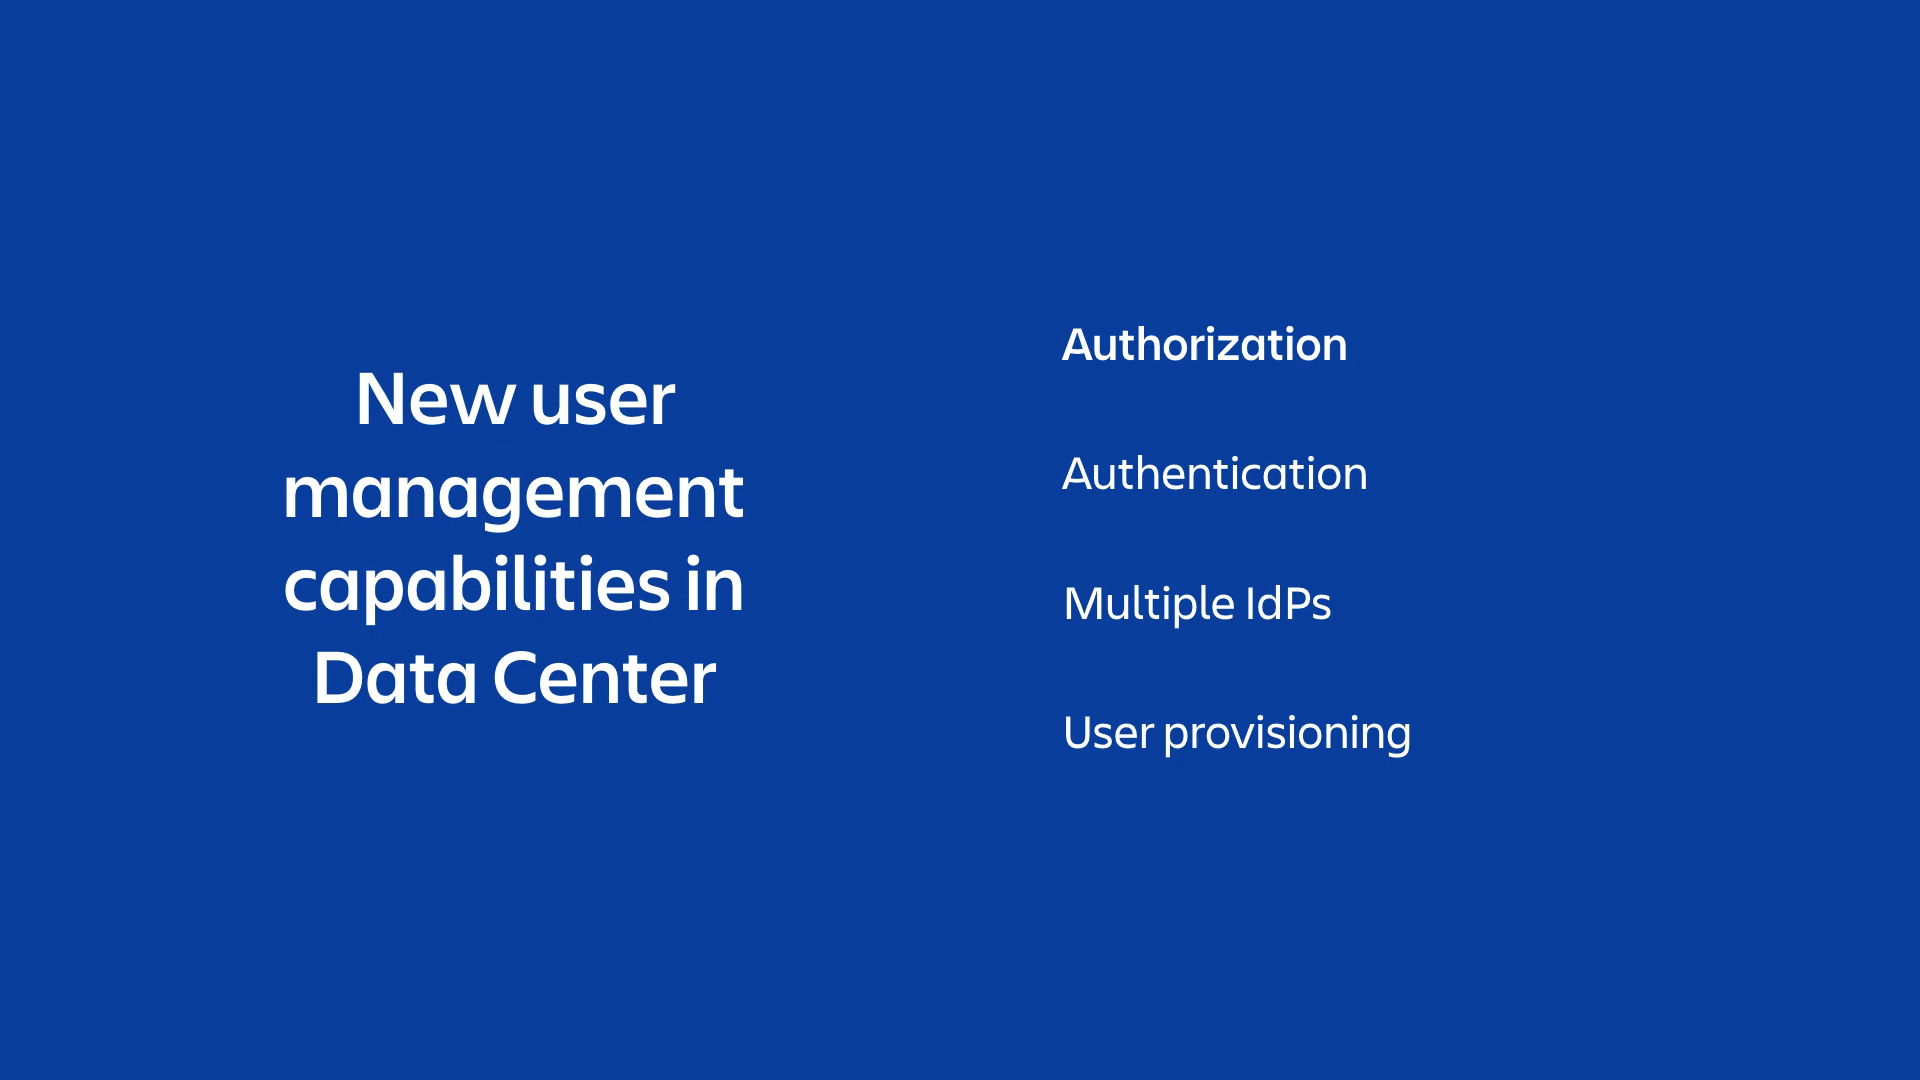 New user
management
capabilities in
Data Center
Authorization
Authentication
Multiple IdPs
User provisioning